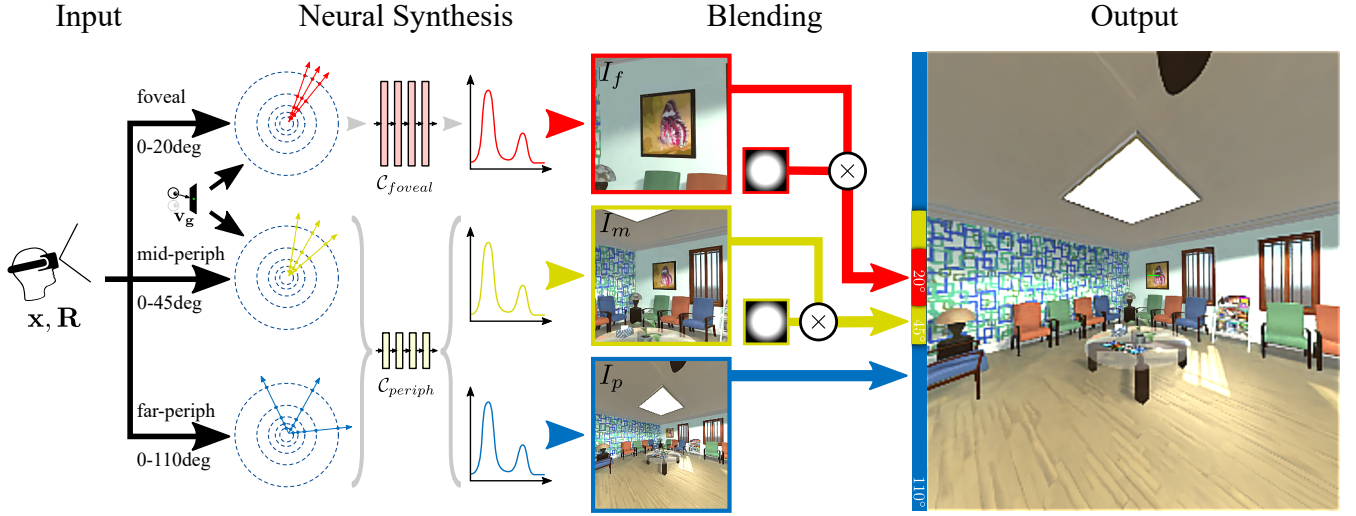 Input
Neural Synthesis
Blending
Output
foveal
0-20deg
v_g
mid-periph
0-45deg
x, R
far-periph
0-110deg
C_foveal
C_periph
I_f
I_m
I_p
×
×
20°
45°
110°